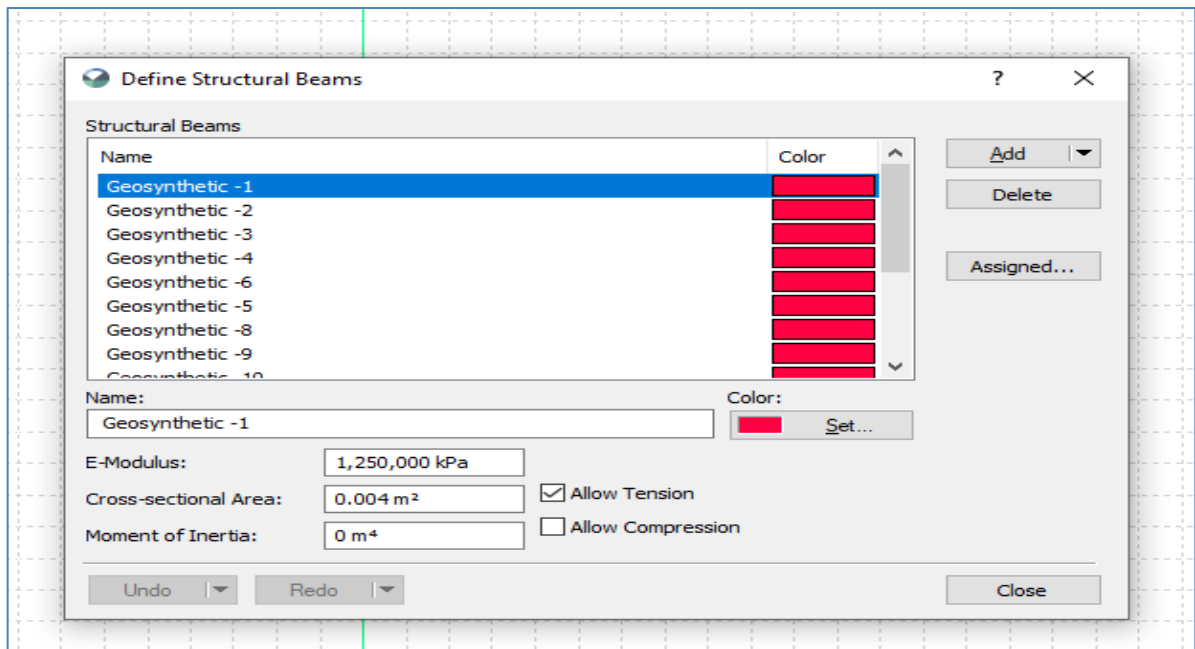 Define Structural Beams ? ×
Structural Beams
Name Color
Add
Geosynthetic -1
Delete
Geosynthetic -2
Geosynthetic -3
Geosynthetic -4
Assigned...
Geosynthetic -6
Geosynthetic -5
Geosynthetic -8
Geosynthetic -9
Geosynthetic -10
Name: Color:
Geosynthetic -1 Set...
E-Modulus: 1,250,000 kPa
Cross-sectional Area: 0.004 m² Allow Tension
Moment of Inertia: 0 m⁴ Allow Compression
Undo Redo Close